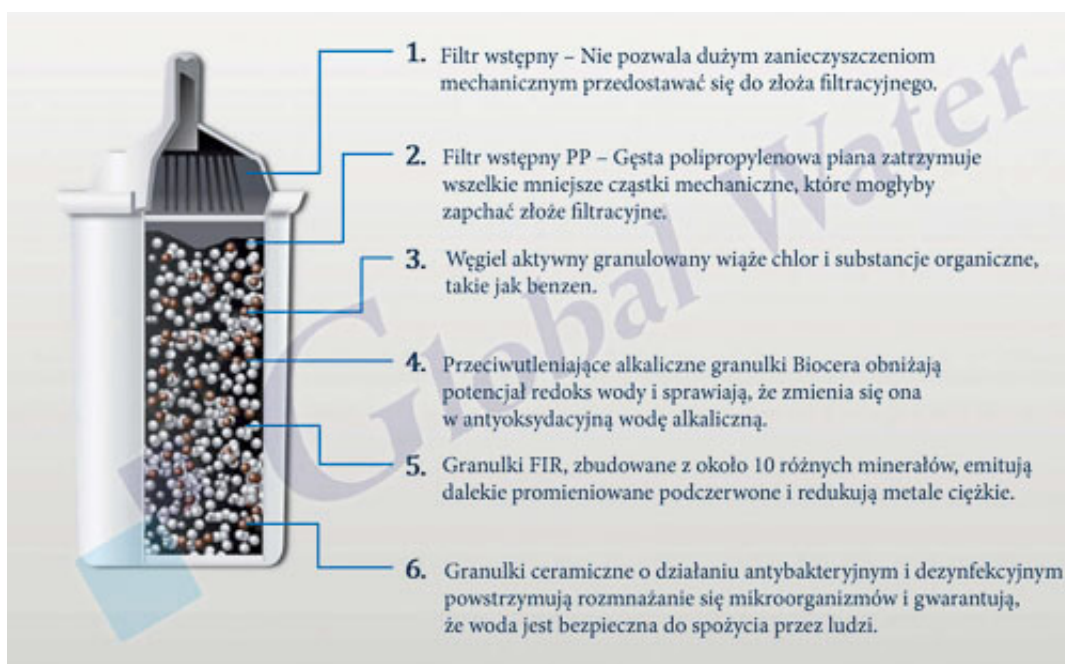 1. Filtr wstępny – Nie pozwala dużym zanieczyszczeniom
mechanicznym przedostawać się do złoża filtracyjnego.
2. Filtr wstępny PP – Gęsta polipropylenowa piana zatrzymuje
wszelkie mniejsze cząstki mechaniczne, które mogłyby
zapchać złoże filtracyjne.
3. Węgiel aktywny granulowany wiąże chlor i substancje organiczne,
takie jak benzen.
4. Przeciwutleniające alkaliczne granulki Biocera obniżają
potencjał redoks wody i sprawiają, że zmienia się ona
w antyoksydacyjną wodę alkaliczną.
5. Granulki FIR, zbudowane z około 10 różnych minerałów, emitują
dalekie promieniowane podczerwone i redukują metale ciężkie.
6. Granulki ceramiczne o działaniu antybakteryjnym i dezynfekcyjnym
powstrzymują rozmnażanie się mikroorganizmów i gwarantują,
że woda jest bezpieczna do spożycia przez ludzi.
Global Water